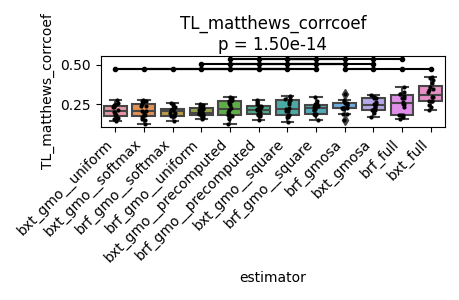 TL_matthews_corrcoef
p = 1.50e-14
TL_matthews_corrcoef
0.50
0.25
bxt_gmo__uniform
bxt_gmo__softmax
brf_gmo__softmax
brf_gmo__uniform
bxt_gmo__precomputed
brf_gmo__precomputed
bxt_gmo__square
brf_gmo__square
brf_gmosa
bxt_gmosa
brf_full
bxt_full
estimator